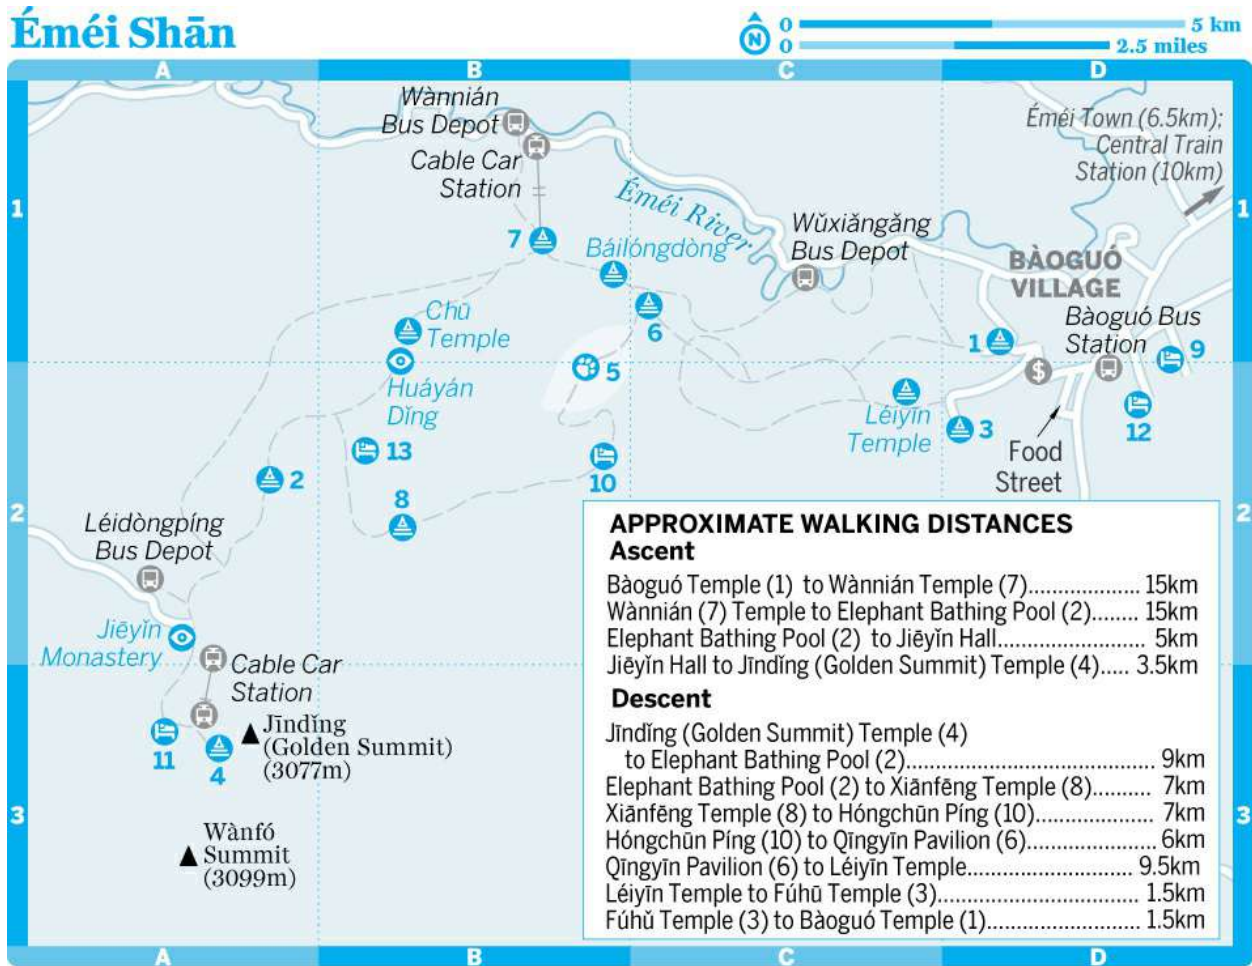 Éméi Shān
0 5 km
N
0 2.5 miles
A B C D
Wànnián
Bus Depot
Cable Car
Station
Éméi Town (6.5km);
Central Train
Station (10km)
1 1
Éméi River
7
Báilóngdòng
Wǔxiǎngǎng
Bus Depot
BÀOGUÓ
VILLAGE
Chū
Temple
6
Bàoguó Bus
Station
1
9
5
$
Huáyán
Dǐng
Léiyīn
Temple
3
12
13
Food
Street
2
10
8
2 2
Léidòngpíng
Bus Depot
Jiēyǐn
Monastery
Cable Car
Station
Jīndǐng
(Golden Summit)
(3077m)
11
4
3 3
Wànfó
Summit
(3099m)
APPROXIMATE WALKING DISTANCES
Ascent
Bàoguó Temple (1) to Wànnián Temple (7)................... 15km
Wànnián (7) Temple to Elephant Bathing Pool (2)........ 15km
Elephant Bathing Pool (2) to Jiēyǐn Hall......................... 5km
Jiēyǐn Hall to Jīndǐng (Golden Summit) Temple (4)..... 3.5km
Descent
Jīndǐng (Golden Summit) Temple (4)
to Elephant Bathing Pool (2)............................................... 9km
Elephant Bathing Pool (2) to Xiānfēng Temple (8).......... 7km
Xiānfēng Temple (8) to Hóngchūn Píng (10).................... 7km
Hóngchūn Píng (10) to Qīngyīn Pavilion (6)...................... 6km
Qīngyīn Pavilion (6) to Léiyīn Temple............................ 9.5km
Léiyīn Temple to Fúhū Temple (3).................................. 1.5km
Fúhǔ Temple (3) to Bàoguó Temple (1).......................... 1.5km
A B C D